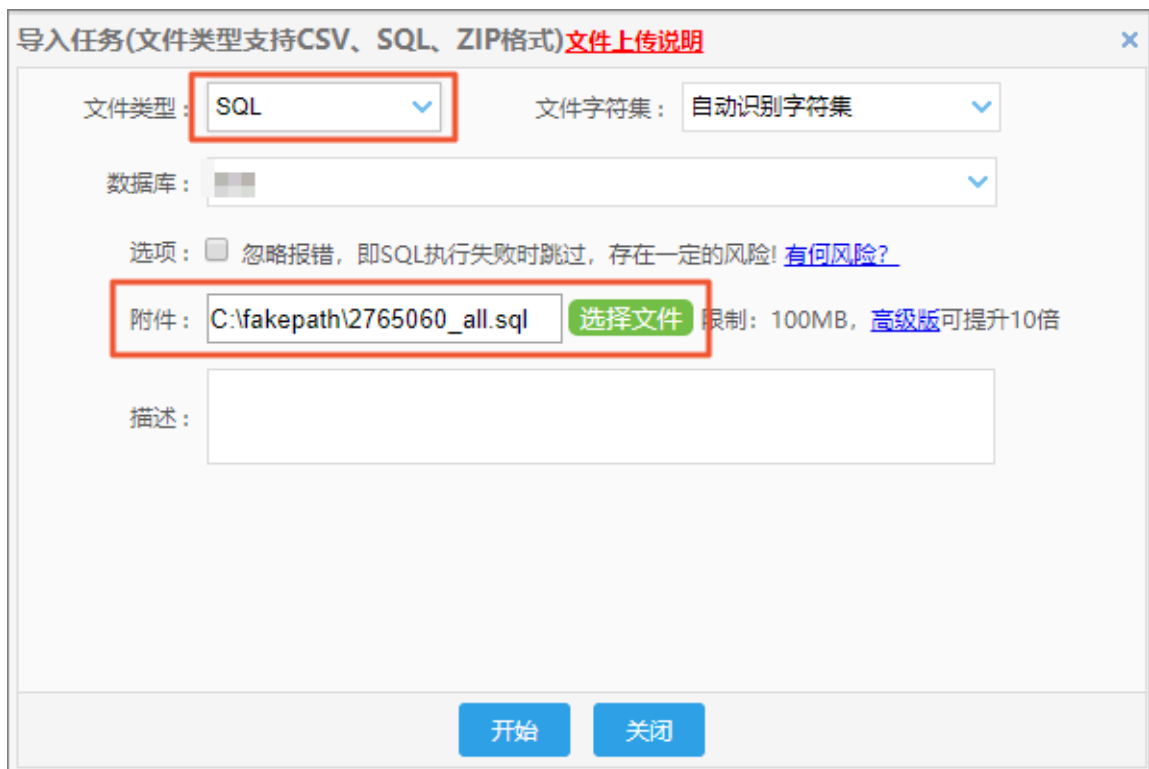 导入任务(文件类型支持CSV、SQL、ZIP格式)文件上传说明 ×
文件类型： SQL 文件字符集： 自动识别字符集
数据库：
选项： 忽略报错，即SQL执行失败时跳过，存在一定的风险! 有何风险？
附件： C:\fakepath\2765060_all.sql 选择文件 限制：100MB，高级版可提升10倍
描述：
开始 关闭